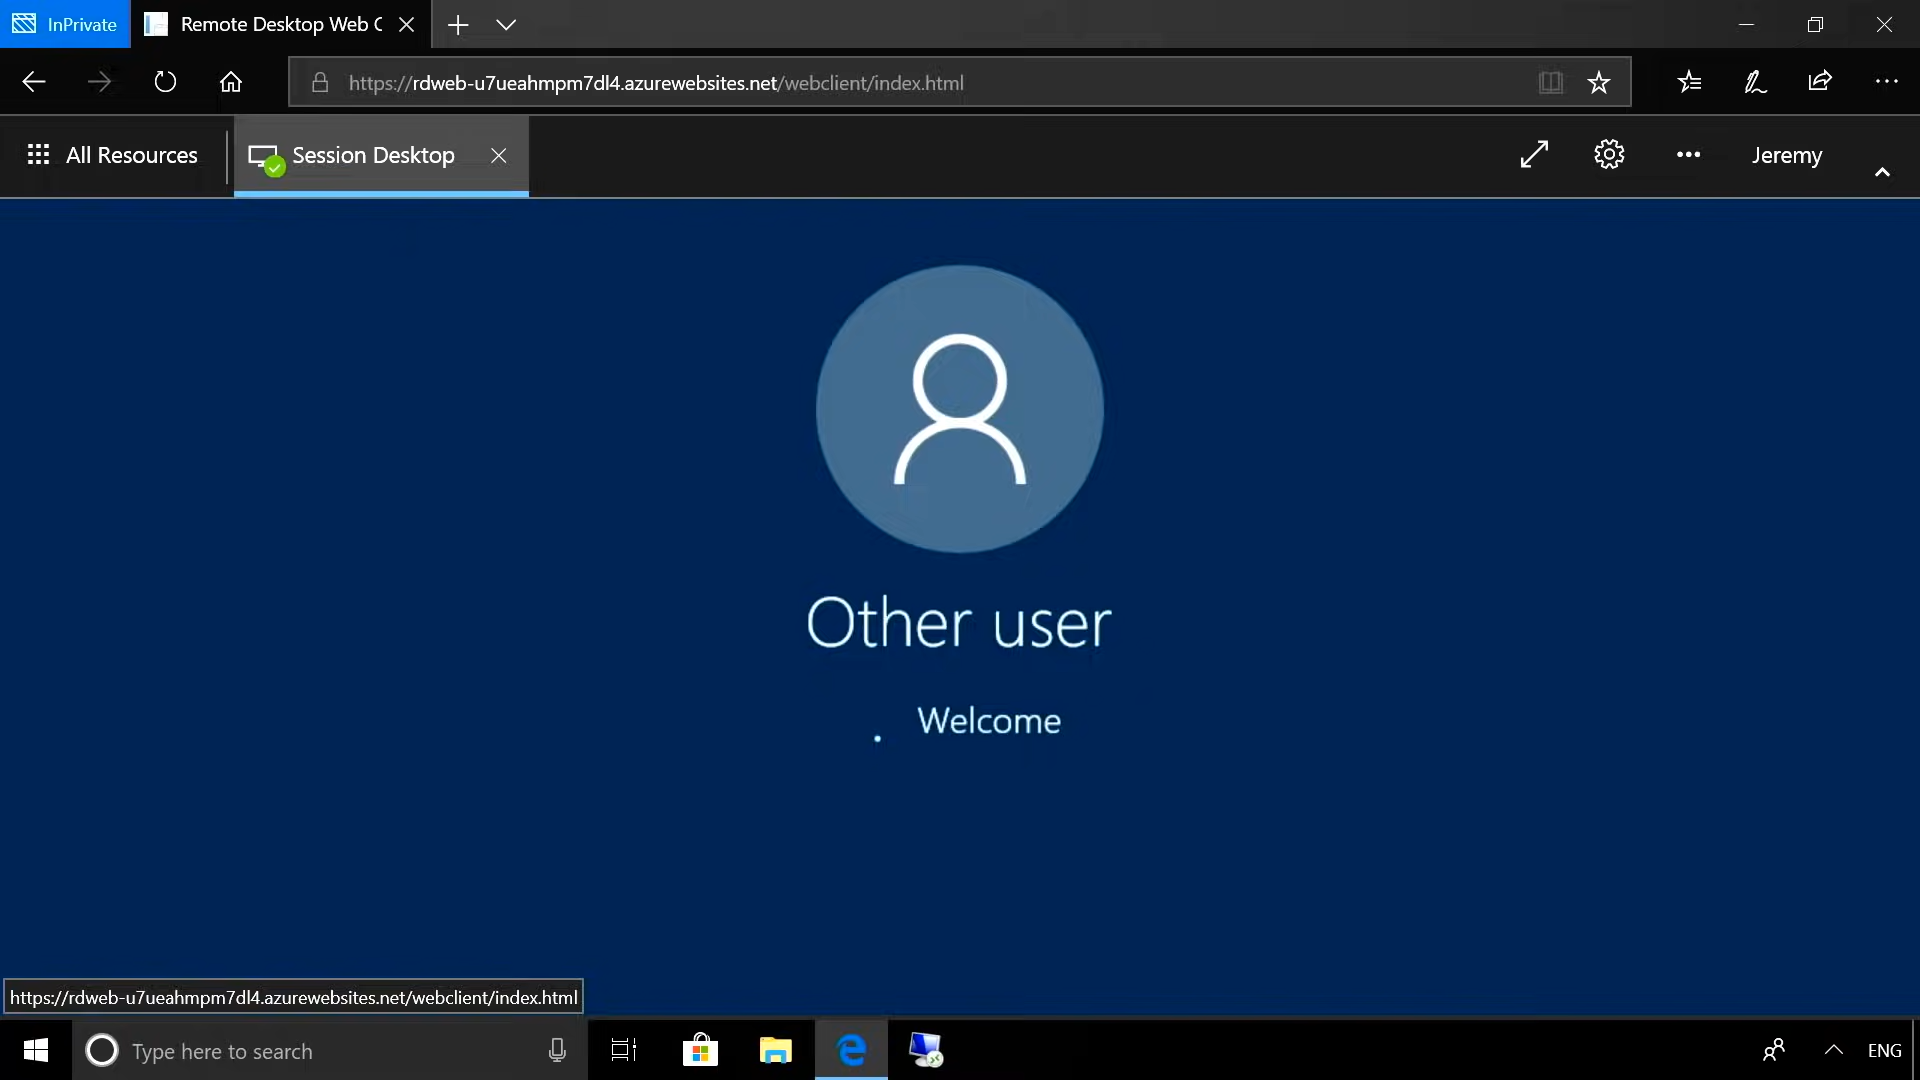 InPrivate
Remote Desktop Web C
https://rdweb-u7ueahmpm7dl4.azurewebsites.net/webclient/index.html
All Resources
Session Desktop
Jeremy
Other user
Welcome
https://rdweb-u7ueahmpm7dl4.azurewebsites.net/webclient/index.html
Type here to search
ENG